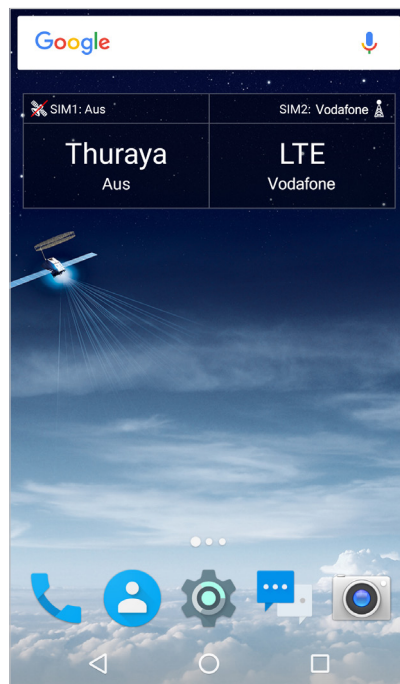 Google
SIM1: Aus
SIM2: Vodafone
Thuraya
Aus
LTE
Vodafone